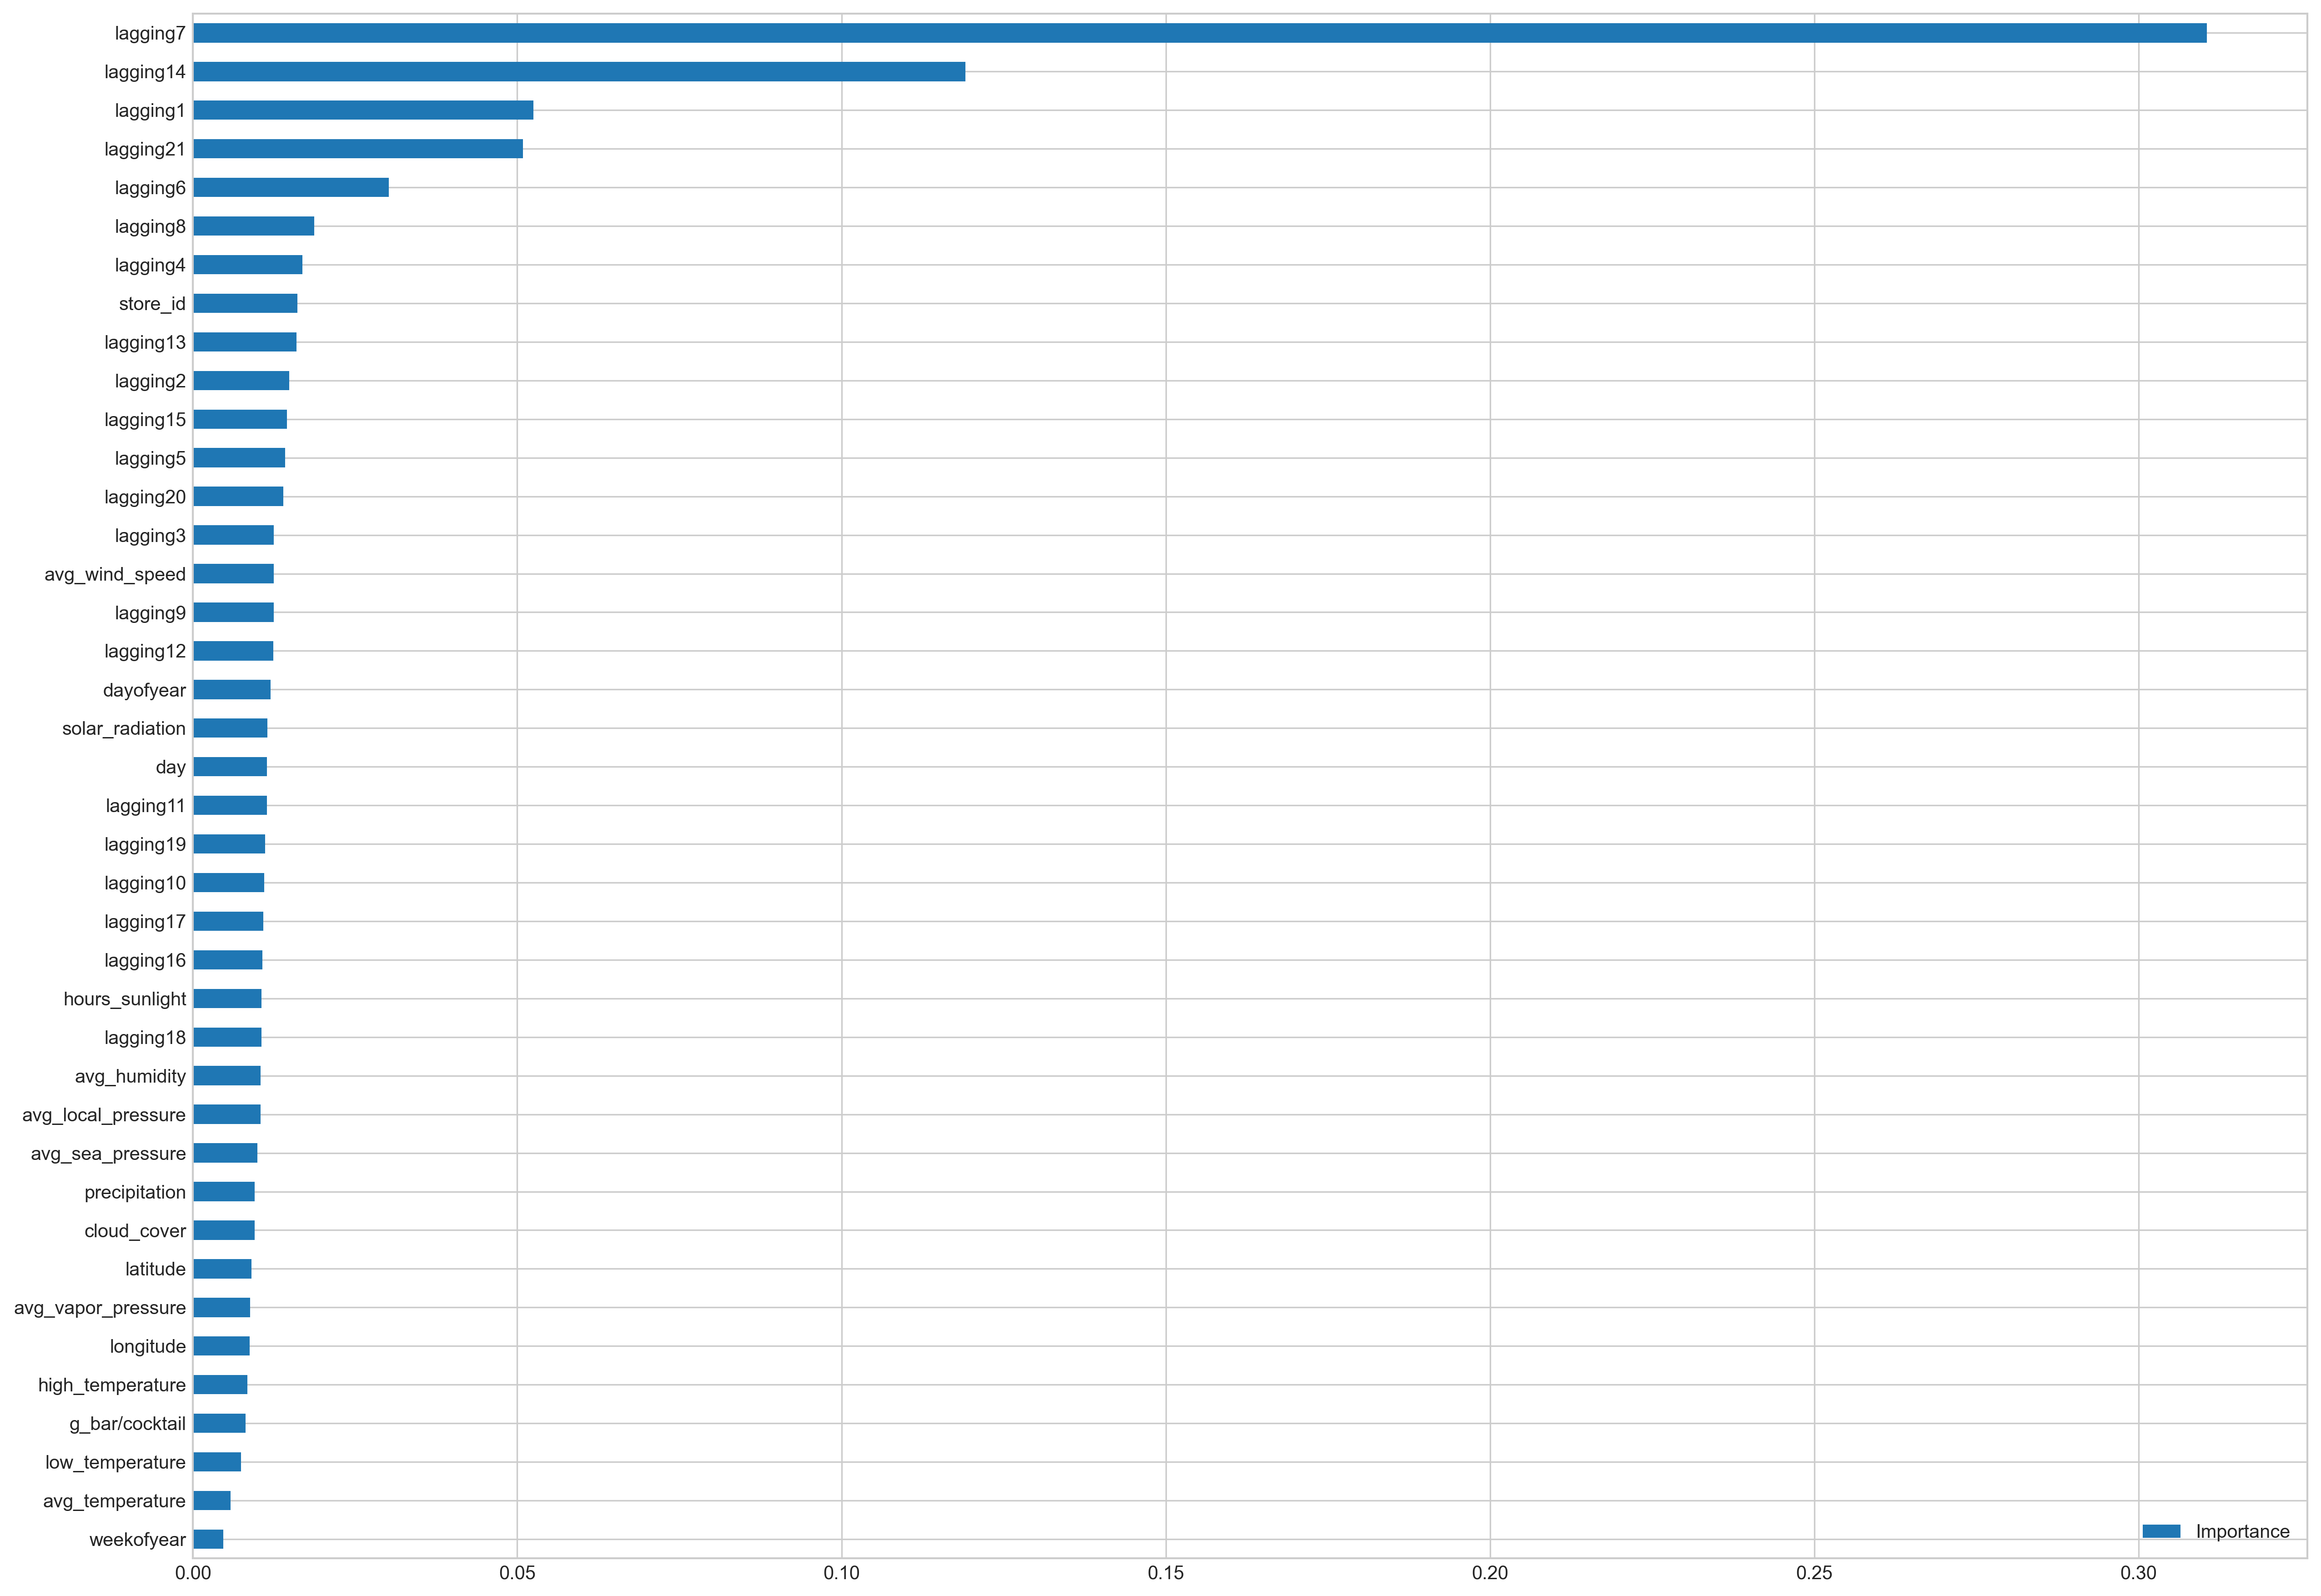 lagging7
lagging14
lagging1
lagging21
lagging6
lagging8
lagging4
store_id
lagging13
lagging2
lagging15
lagging5
lagging20
lagging3
avg_wind_speed
lagging9
lagging12
dayofyear
solar_radiation
day
lagging11
lagging19
lagging10
lagging17
lagging16
hours_sunlight
lagging18
avg_humidity
avg_local_pressure
avg_sea_pressure
precipitation
cloud_cover
latitude
avg_vapor_pressure
longitude
high_temperature
g_bar/cocktail
low_temperature
avg_temperature
weekofyear
Importance
0.00 0.05 0.10 0.15 0.20 0.25 0.30